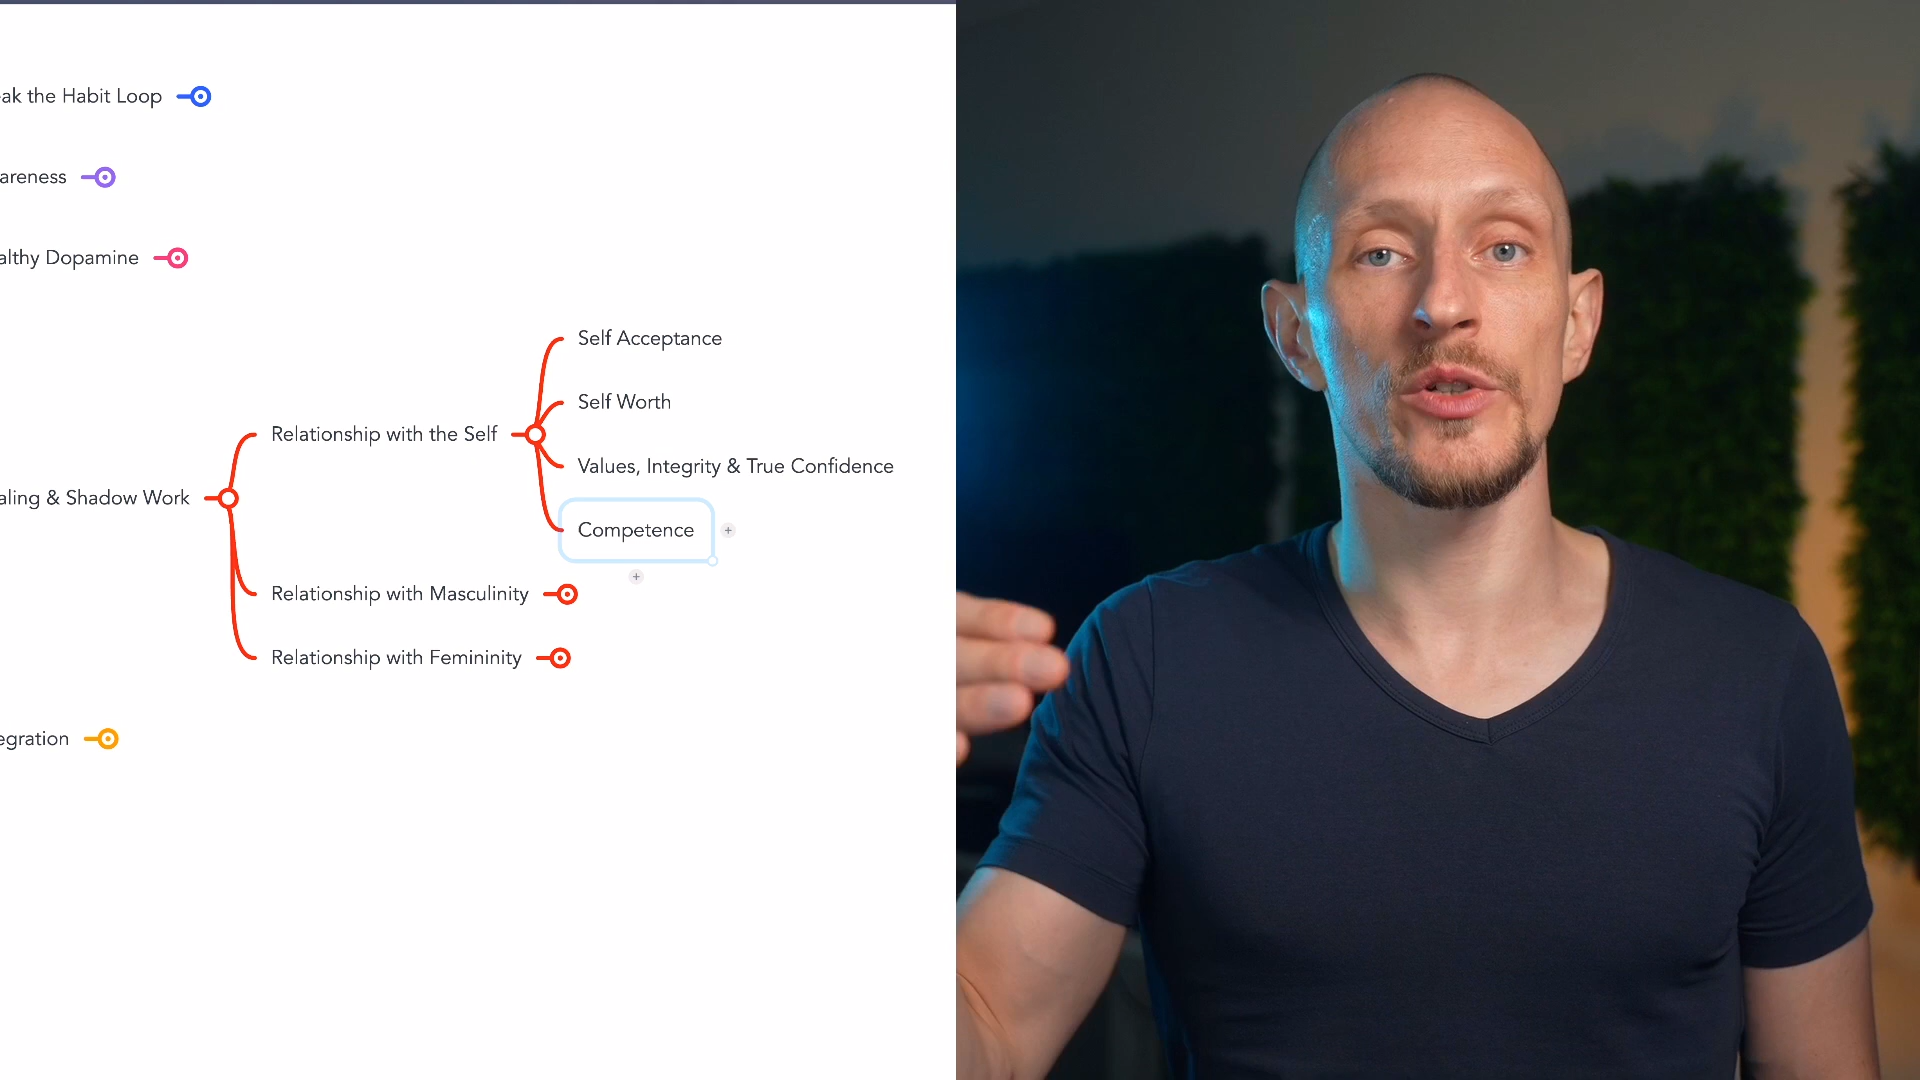 ak the Habit Loop
areness
althy Dopamine
Self Acceptance
Self Worth
Relationship with the Self
Values, Integrity & True Confidence
aling & Shadow Work
Competence
Relationship with Masculinity
Relationship with Femininity
egration